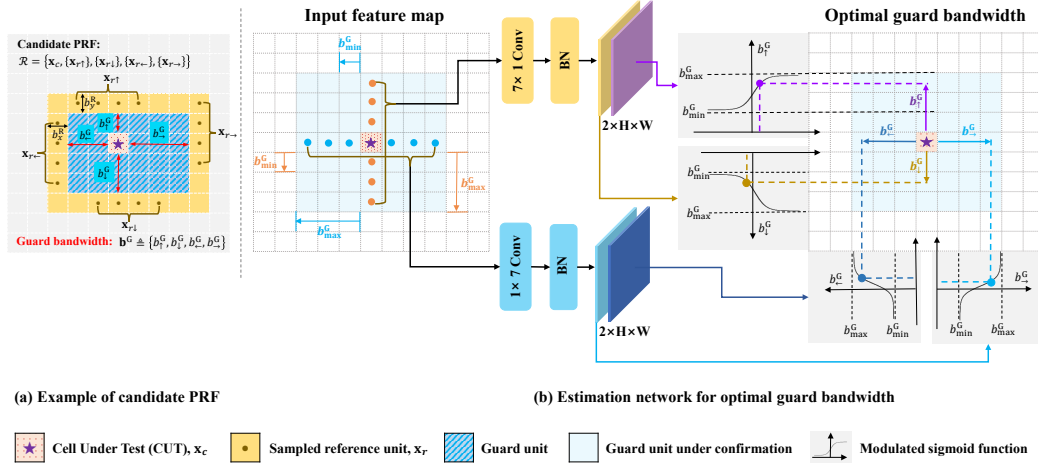 Candidate PRF:
ℛ = {x_c, {x_r↑}, {x_r↓}, {x_r←}, {x_r→}}
x_r↑
b_y^R
b_x^R
b_↑^G
b_←^G
b_→^G
b_↓^G
x_r←
x_r→
x_r↓
Guard bandwidth: b^G ≜ {b_↑^G, b_↓^G, b_←^G, b_→^G}
Input feature map
b_min^G
b_min^G
b_max^G
b_max^G
7× 1 Conv
BN
2×H×W
1× 7 Conv
BN
2×H×W
Optimal guard bandwidth
b_↑^G
b_max^G
b_min^G
b_min^G
b_max^G
b_↓^G
b_↑^G
b_←^G
b_→^G
b_↓^G
b_←^G
b_max^G
b_min^G
b_→^G
b_min^G
b_max^G
(a) Example of candidate PRF
(b) Estimation network for optimal guard bandwidth
Cell Under Test (CUT), x_c
Sampled reference unit, x_r
Guard unit
Guard unit under confirmation
Modulated sigmoid function